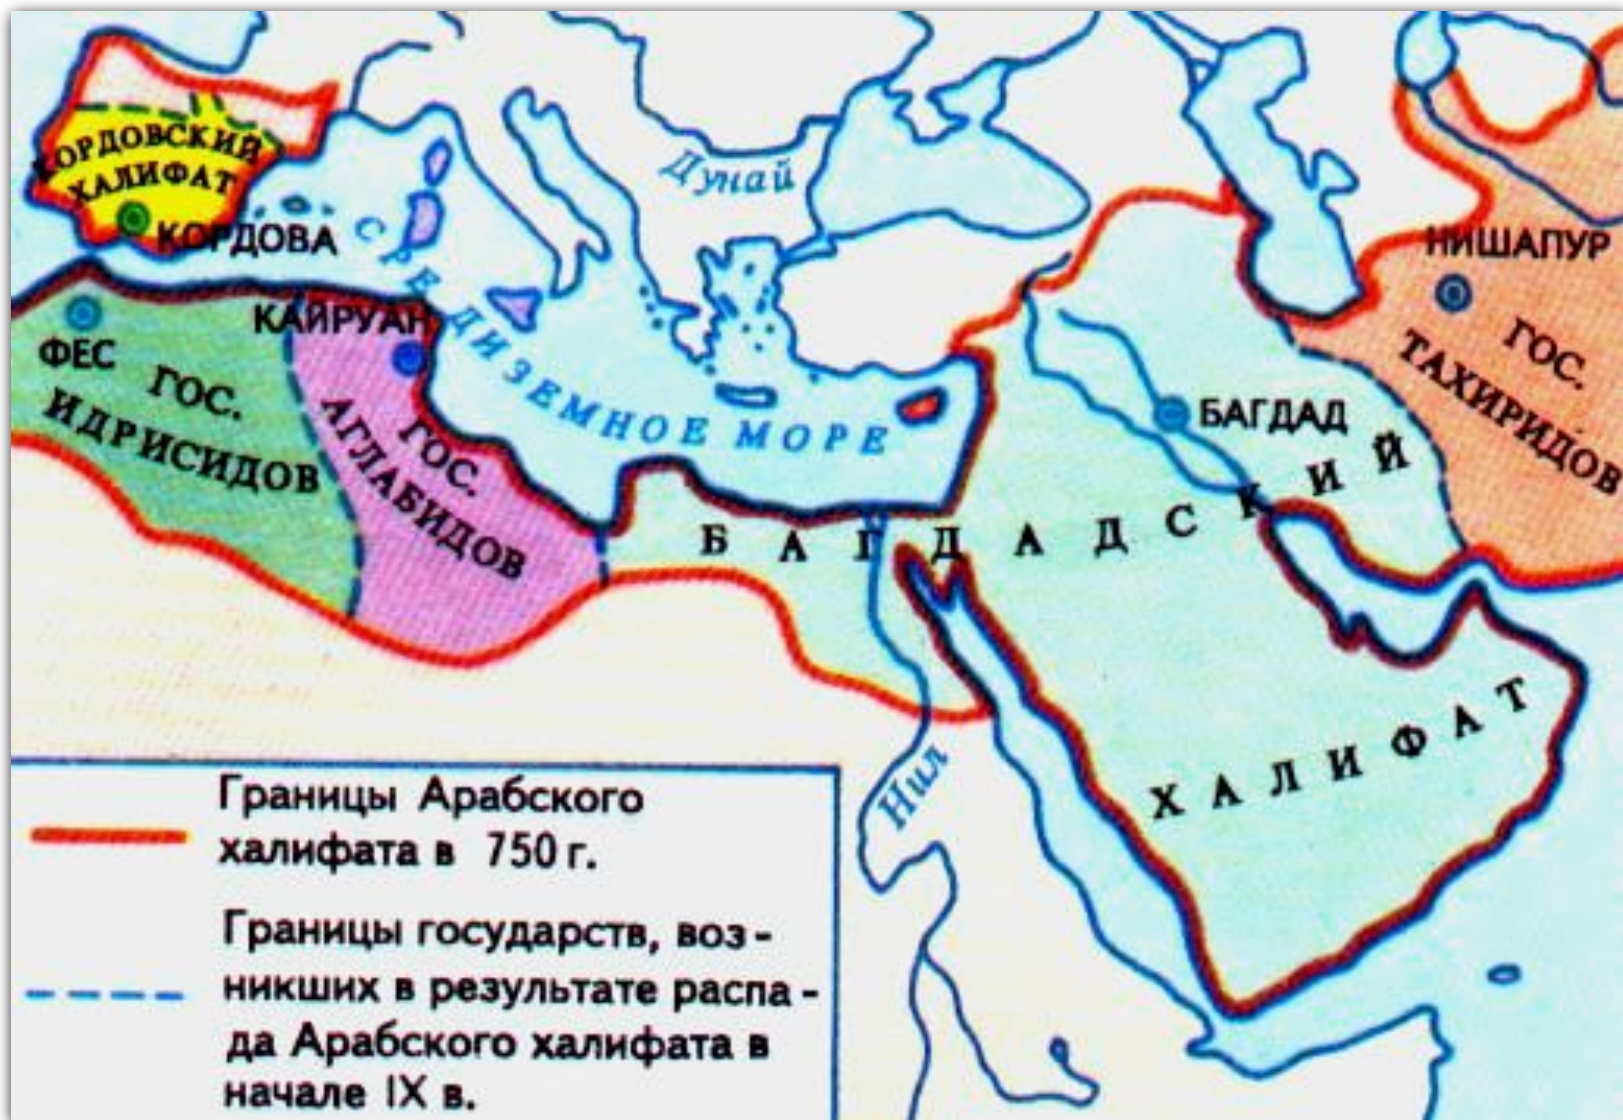 КОРДОВСКИЙ
ХАЛИФАТ
КОРДОВА
Дунай
СРЕДИЗЕМНОЕ МОРЕ
НИШАПУР
ГОС.
ТАХИРИДОВ
КАЙРУАН
ФЕС
ГОС.
ИДРИСИДОВ
ГОС.
АГЛАБИДОВ
БАГДАД
БАГДАДСКИЙ
ХАЛИФАТ
Нил
Границы Арабского
халифата в 750 г.
Границы государств, воз-
никших в результате распа-
да Арабского халифата в
начале IX в.